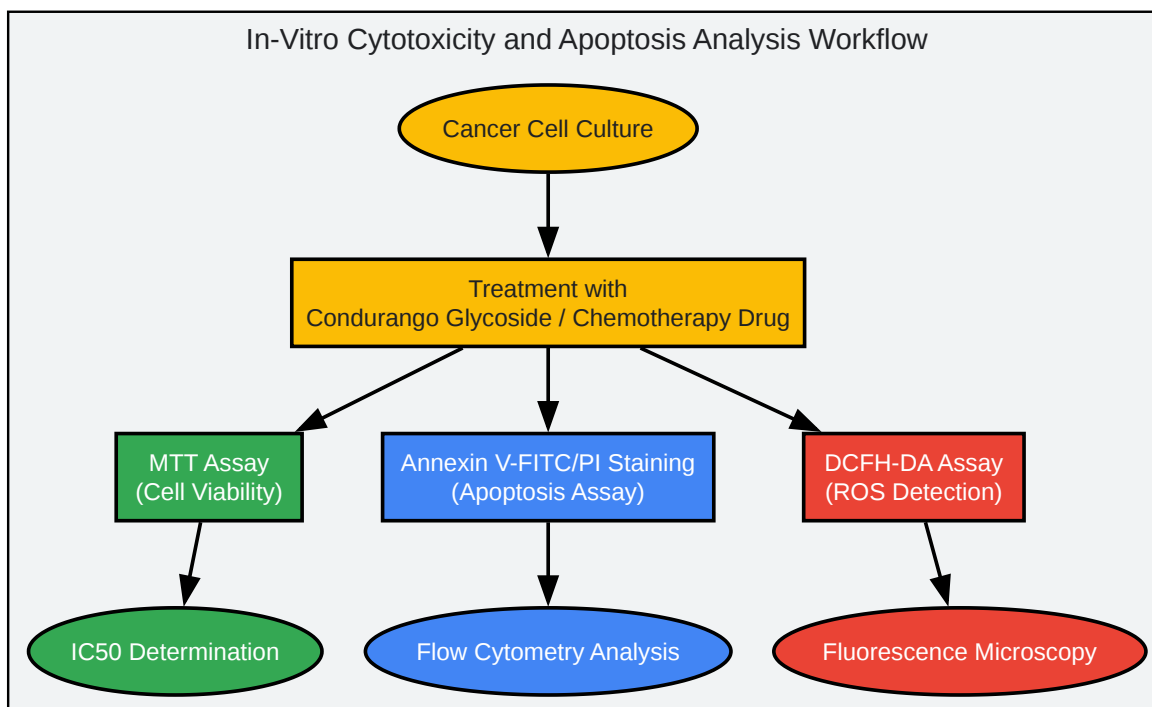 In-Vitro Cytotoxicity and Apoptosis Analysis Workflow
Cancer Cell Culture
Treatment with
Condurango Glycoside / Chemotherapy Drug
MTT Assay
(Cell Viability)
Annexin V-FITC/PI Staining
(Apoptosis Assay)
DCFH-DA Assay
(ROS Detection)
IC50 Determination
Flow Cytometry Analysis
Fluorescence Microscopy